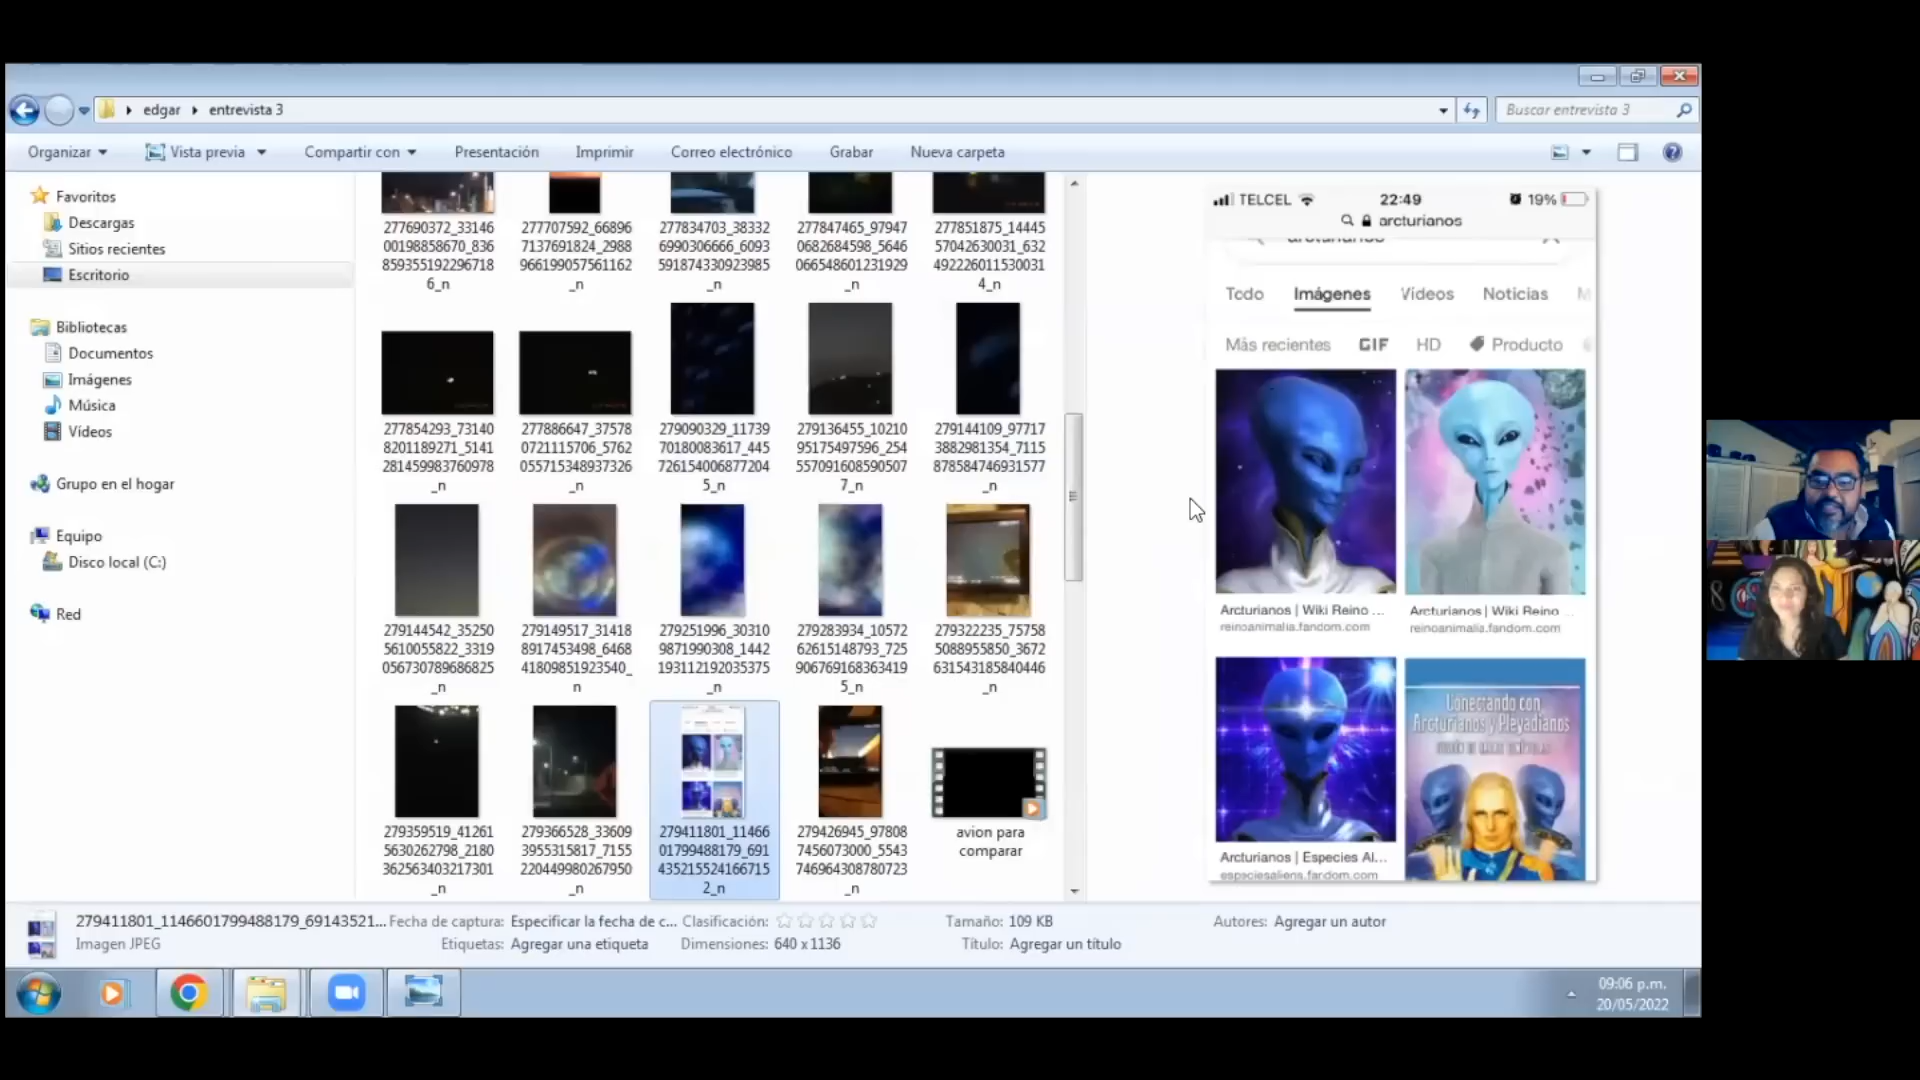 edgar
entrevista 3
Buscar entrevista 3
Organizar
Vista previa
Compartir con
Presentación
Imprimir
Correo electrónico
Grabar
Nueva carpeta
Favoritos
Descargas
Sitios recientes
Escritorio
Bibliotecas
Documentos
Imágenes
Música
Vídeos
Grupo en el hogar
Equipo
Disco local (C:)
Red
277690372_33146
00198858670_836
859355192296718
6_n
277707592_66896
7137691824_2988
966199057561162
_n
277834703_38332
6990306666_6093
591874330923985
_n
277847465_97947
0682684598_5646
066548601231929
_n
277851875_14445
57042630031_632
492226011530031
4_n
277854293_73140
8201189271_5141
281459983760978
_n
277886647_37578
0721115706_5762
055715348937326
_n
279090329_11739
70180083617_445
726154006877204
5_n
279136455_10210
95175497596_254
557091608590507
7_n
279144109_97717
3882981354_7115
878584746931577
_n
279144542_35250
5610055822_3319
056730789686825
_n
279149517_31418
8917453498_6468
41809851923540_
n
279251996_30310
9871990308_1442
193112192035375
_n
279283934_10572
62615148793_725
906769168363419
5_n
279322235_75758
5088955850_3672
631543185840446
_n
279359519_41261
5630262798_2180
362563403217301
_n
279366528_33609
3955315817_7155
220449980267950
_n
279411801_11466
01799488179_691
435215524166715
2_n
279426945_97808
7456073000_5543
746964308780723
_n
avion para
comparar
TELCEL
22:49
19%
arcturianos
arcturianos
Todo
Imágenes
Vídeos
Noticias
Más recientes
GIF
HD
Producto
Arcturianos | Wiki Reino ...
reinoanimalia.fandom.com
Arcturianos | Wiki Reino ...
reinoanimalia.fandom.com
Conectando con
Arcturianos y Pleyadianos
Arcturianos | Especies Al...
especiesaliens.fandom.com
279411801_1146601799488179_69143521...
Imagen JPEG
Fecha de captura: Especificar la fecha de c...
Etiquetas: Agregar una etiqueta
Clasificación:
Dimensiones: 640 x 1136
Tamaño: 109 KB
Título: Agregar un título
Autores: Agregar un autor
09:06 p.m.
20/05/2022